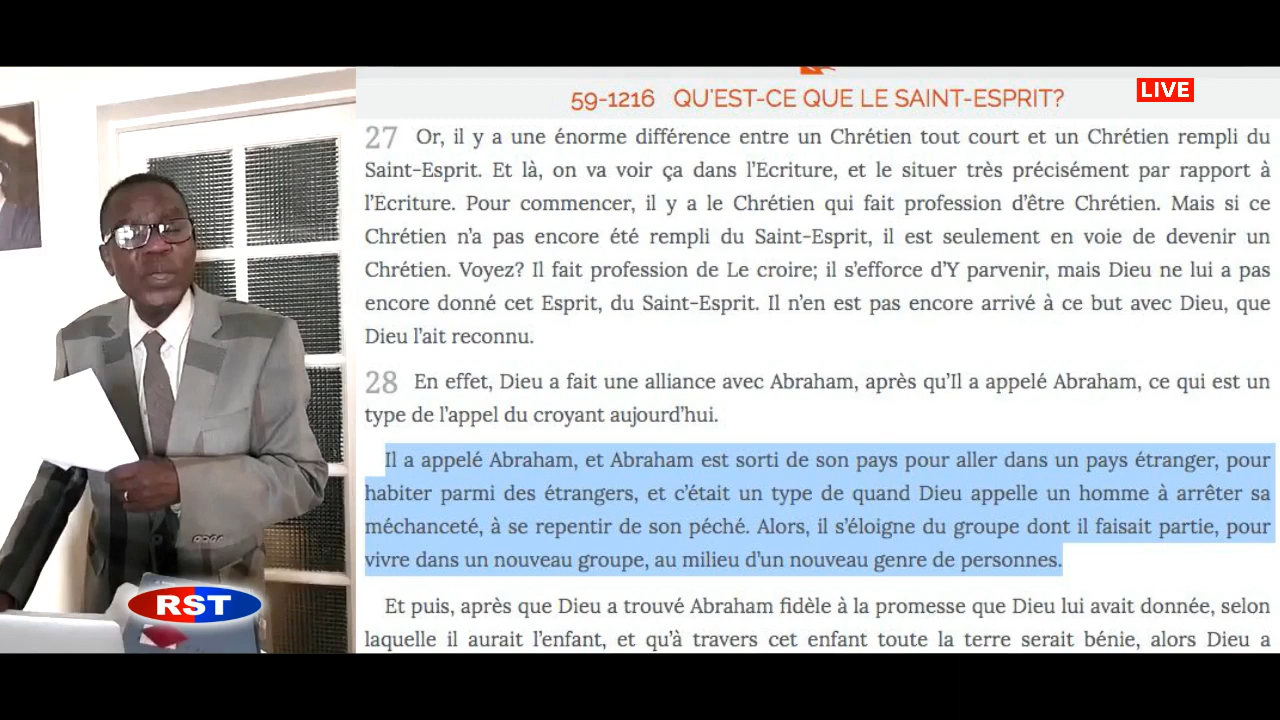 59-1216 QU'EST-CE QUE LE SAINT-ESPRIT?
LIVE
27 Or, il y a une énorme différence entre un Chrétien tout court et un Chrétien rempli du
Saint-Esprit. Et là, on va voir ça dans l'Ecriture, et le situer très précisément par rapport à
l'Ecriture. Pour commencer, il y a le Chrétien qui fait profession d'être Chrétien. Mais si ce
Chrétien n'a pas encore été rempli du Saint-Esprit, il est seulement en voie de devenir un
Chrétien. Voyez? Il fait profession de Le croire; il s'efforce d'Y parvenir, mais Dieu ne lui a pas
encore donné cet Esprit, du Saint-Esprit. Il n'en est pas encore arrivé à ce but avec Dieu, que
Dieu l'ait reconnu.
28 En effet, Dieu a fait une alliance avec Abraham, après qu'Il a appelé Abraham, ce qui est un
type de l'appel du croyant aujourd'hui.
Il a appelé Abraham, et Abraham est sorti de son pays pour aller dans un pays étranger, pour
habiter parmi des étrangers, et c'était un type de quand Dieu appelle un homme à arrêter sa
méchanceté, à se repentir de son péché. Alors, il s'éloigne du groupe dont il faisait partie, pour
vivre dans un nouveau groupe, au milieu d'un nouveau genre de personnes.
Et puis, après que Dieu a trouvé Abraham fidèle à la promesse que Dieu lui avait donnée, selon
laquelle il aurait l'enfant, et qu'à travers cet enfant toute la terre serait bénie, alors Dieu a
RST